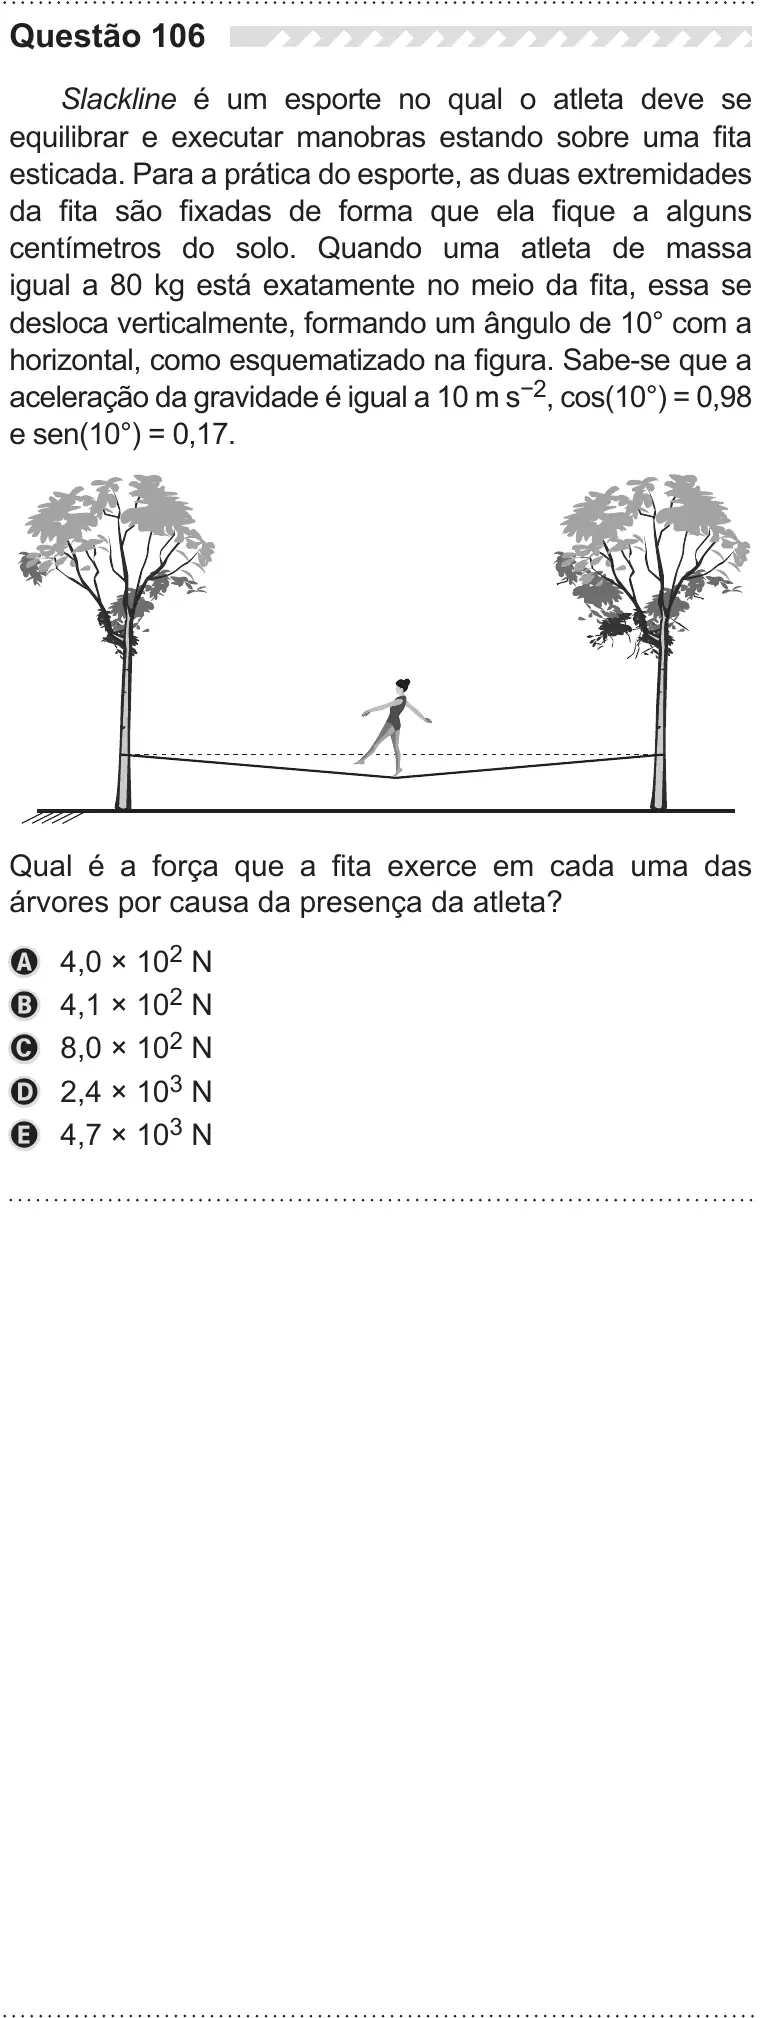 Questão 106
Slackline é um esporte no qual o atleta deve se
equilibrar e executar manobras estando sobre uma fita
esticada. Para a prática do esporte, as duas extremidades
da fita são fixadas de forma que ela fique a alguns
centímetros do solo. Quando uma atleta de massa
igual a 80 kg está exatamente no meio da fita, essa se
desloca verticalmente, formando um ângulo de 10° com a
horizontal, como esquematizado na figura. Sabe-se que a
aceleração da gravidade é igual a 10 m s⁻², cos(10°) = 0,98
e sen(10°) = 0,17.
Qual é a força que a fita exerce em cada uma das
árvores por causa da presença da atleta?
A 4,0 × 10² N
B 4,1 × 10² N
C 8,0 × 10² N
D 2,4 × 10³ N
E 4,7 × 10³ N